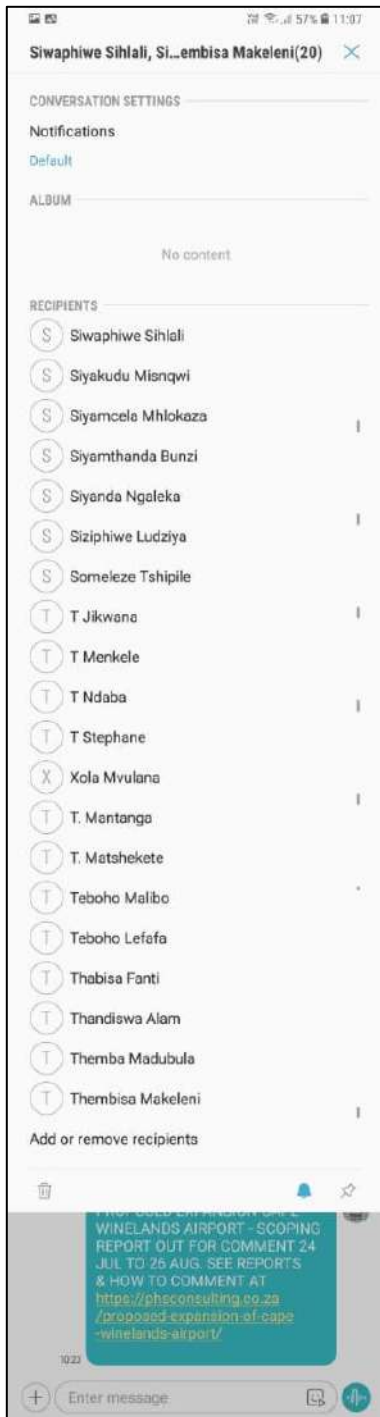 57% 11:07
Siwaphiwe Sihlali, Si...embisa Makeleni(20)
CONVERSATION SETTINGS
Notifications
Default
ALBUM
No content
RECIPIENTS
S Siwaphiwe Sihlali
S Siyakudu Misnqwi
S Siyamcela Mhlokaza
S Siyamthanda Bunzi
S Siyanda Ngaleka
S Siziphiwe Ludziya
S Someleze Tshipile
T T Jikwana
T T Menkele
T T Ndaba
T T Stephane
X Xola Mvulana
T T. Mantanga
T T. Matshekete
T Teboho Malibo
T Teboho Lefafa
T Thabisa Fanti
T Thandiswa Alam
T Themba Madubula
T Thembisa Makeleni
Add or remove recipients
PROPOSED EXPANSION CAPE
WINELANDS AIRPORT - SCOPING
REPORT OUT FOR COMMENT 24
JUL TO 26 AUG. SEE REPORTS
& HOW TO COMMENT AT
https://phsconsulting.co.za
/proposed-expansion-of-cape
-winelands-airport/
10:23
Enter message